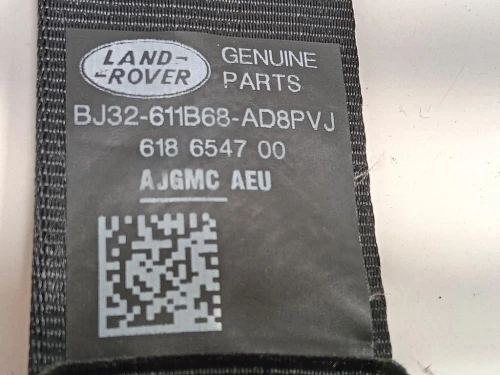 LAND-
-ROVER
GENUINE
PARTS
BJ32-611B68-AD8PVJ
618 6547 00
AJGMC AEU